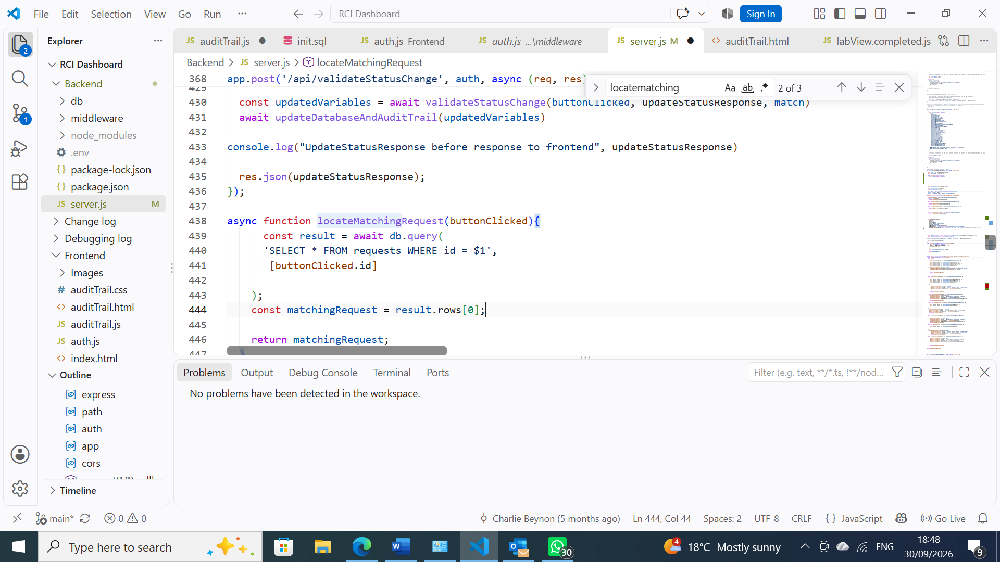 File Edit Selection View Go Run ···
RCI Dashboard
Sign In
Explorer
2
1
RCI Dashboard
Backend
db
middleware
node_modules
.env
{} package-lock.json
{} package.json
JS server.js M
Change log
Debugging log
Frontend
Images
# auditTrail.css
<> auditTrail.html
JS auditTrail.js
JS auth.js
<> index.html
Outline
express
path
auth
app
cors
Timeline
JS auditTrail.js
init.sql
JS auth.js Frontend
JS auth.js ...\middleware
JS server.js M
<> auditTrail.html
JS labView.completed.js
Backend > JS server.js > locateMatchingRequest
locatematching Aa ab .* 2 of 3
368 app.post('/api/validateStatusChange', auth, async (req, res)
429
430 const updatedVariables = await validateStatusChange(buttonClicked, updateStatusResponse, match)
431 await updateDatabaseAndAuditTrail(updatedVariables)
432
433 console.log("UpdateStatusResponse before response to frontend", updateStatusResponse)
434
435 res.json(updateStatusResponse);
436 });
437
438 async function locateMatchingRequest(buttonClicked){
439 const result = await db.query(
440 'SELECT * FROM requests WHERE id = $1',
441 [buttonClicked.id]
442
443 );
444 const matchingRequest = result.rows[0];
445
446 return matchingRequest;
447 }
Problems Output Debug Console Terminal Ports
Filter (e.g. text, **/*.ts, !**/nod...
No problems have been detected in the workspace.
main* 0 0
Charlie Beynon (5 months ago) Ln 444, Col 44 Spaces: 2 UTF-8 CRLF {} JavaScript Go Live
Type here to search
30
4
18°C Mostly sunny
ENG
18:48
30/09/2026
9